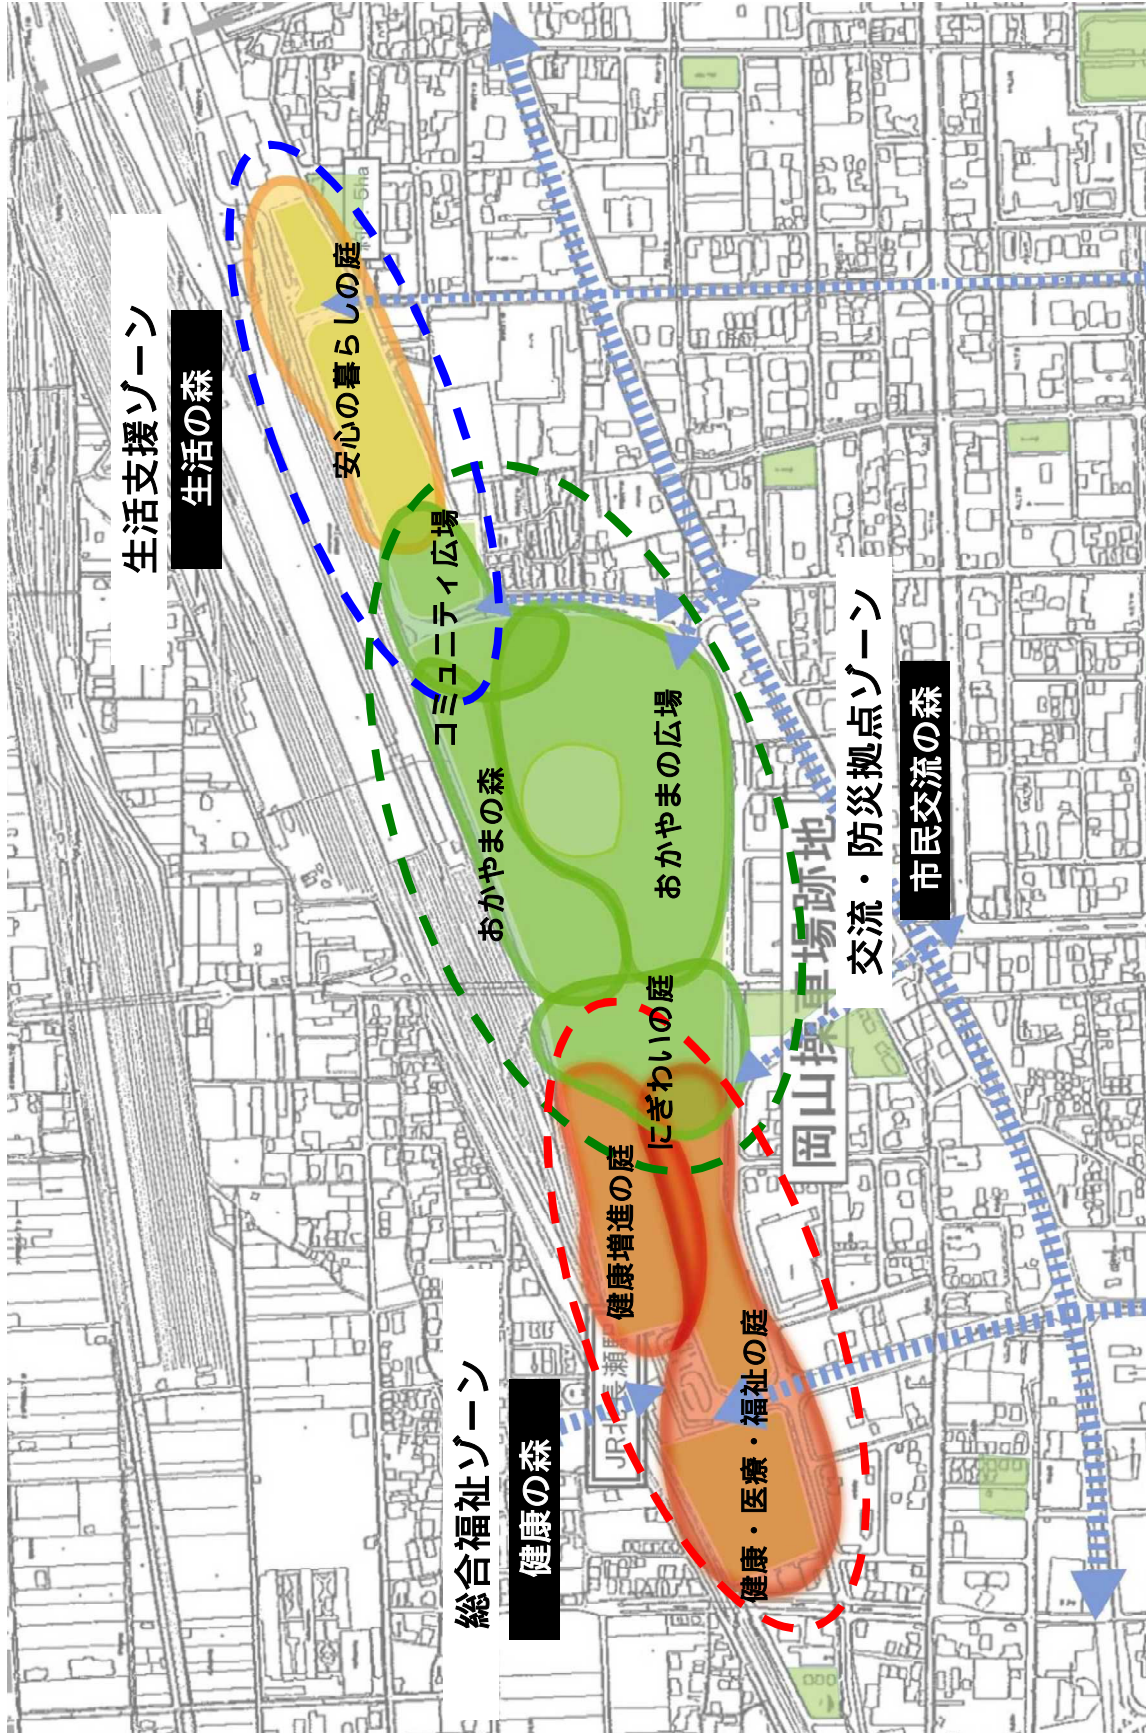 生活支援ゾーン
生活の森
安心の暮らしの庭
コミュニティ広場
おかやまの森
おかやまの広場
にぎわいの庭
交流・防災拠点ゾーン
市民交流の森
岡山操車場跡地
総合福祉ゾーン
健康の森
健康増進の庭
健康・医療・福祉の庭